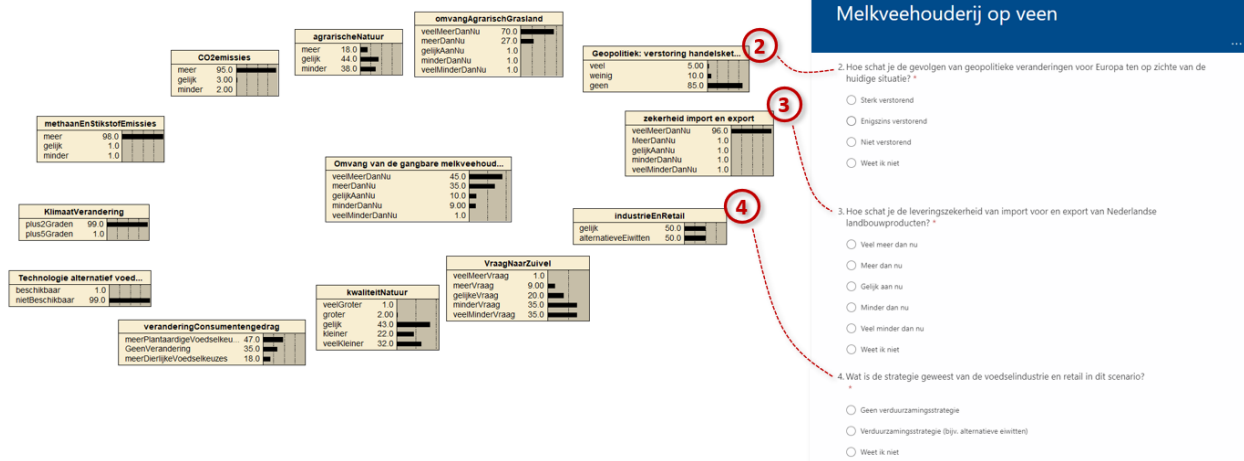 omvangAgrarischGrasland
veelMeerDanNu 70.0
meerDanNu 27.0
gelijkAanNu 1.0
minderDanNu 1.0
veelMinderDanNu 1.0
agrarischeNatuur
meer 18.0
gelijk 44.0
minder 38.0
CO2emissies
meer 95.0
gelijk 3.00
minder 2.00
Geopolitiek: verstoring handelsket...
veel 5.00
weinig 10.0
geen 85.0
2
methaanEnStikstofEmissies
meer 98.0
gelijk 1.0
minder 1.0
zekerheid import en export
veelMeerDanNu 96.0
MeerDanNu 1.0
gelijkAanNu 1.0
minderDanNu 1.0
veelMinderDanNu 1.0
3
Omvang van de gangbare melkveehoud...
veelMeerDanNu 45.0
meerDanNu 35.0
gelijkAanNu 10.0
minderDanNu 9.00
veelMinderDanNu 1.0
KlimaatVerandering
plus2Graden 99.0
plus5Graden 1.0
industrieEnRetail
gelijk 50.0
alternatieveEiwitten 50.0
4
Technologie alternatief voed...
beschikbaar 1.0
nietBeschikbaar 99.0
VraagNaarZuivel
veelMeerVraag 1.0
meerVraag 9.00
gelijkeVraag 20.0
minderVraag 35.0
veelMinderVraag 35.0
kwaliteitNatuur
veelGroter 1.0
groter 2.00
gelijk 43.0
kleiner 22.0
veelKleiner 32.0
veranderingConsumentengedrag
meerPlantaardigeVoedselkeu... 47.0
GeenVerandering 35.0
meerDierlijkeVoedselkeuzes 18.0
Melkveehouderij op veen
...
2. Hoe schat je de gevolgen van geopolitieke veranderingen voor Europa ten op zichte van de
huidige situatie? *
Sterk verstorend
Enigszins verstorend
Niet verstorend
Weet ik niet
3. Hoe schat je de leveringszekerheid van import voor en export van Nederlandse
landbouwproducten? *
Veel meer dan nu
Meer dan nu
Gelijk aan nu
Minder dan nu
Veel minder dan nu
Weet ik niet
4. Wat is de strategie geweest van de voedselindustrie en retail in dit scenario?
*
Geen verduurzamingsstrategie
Verduurzamingsstrategie (bijv. alternatieve eiwitten)
Weet ik niet